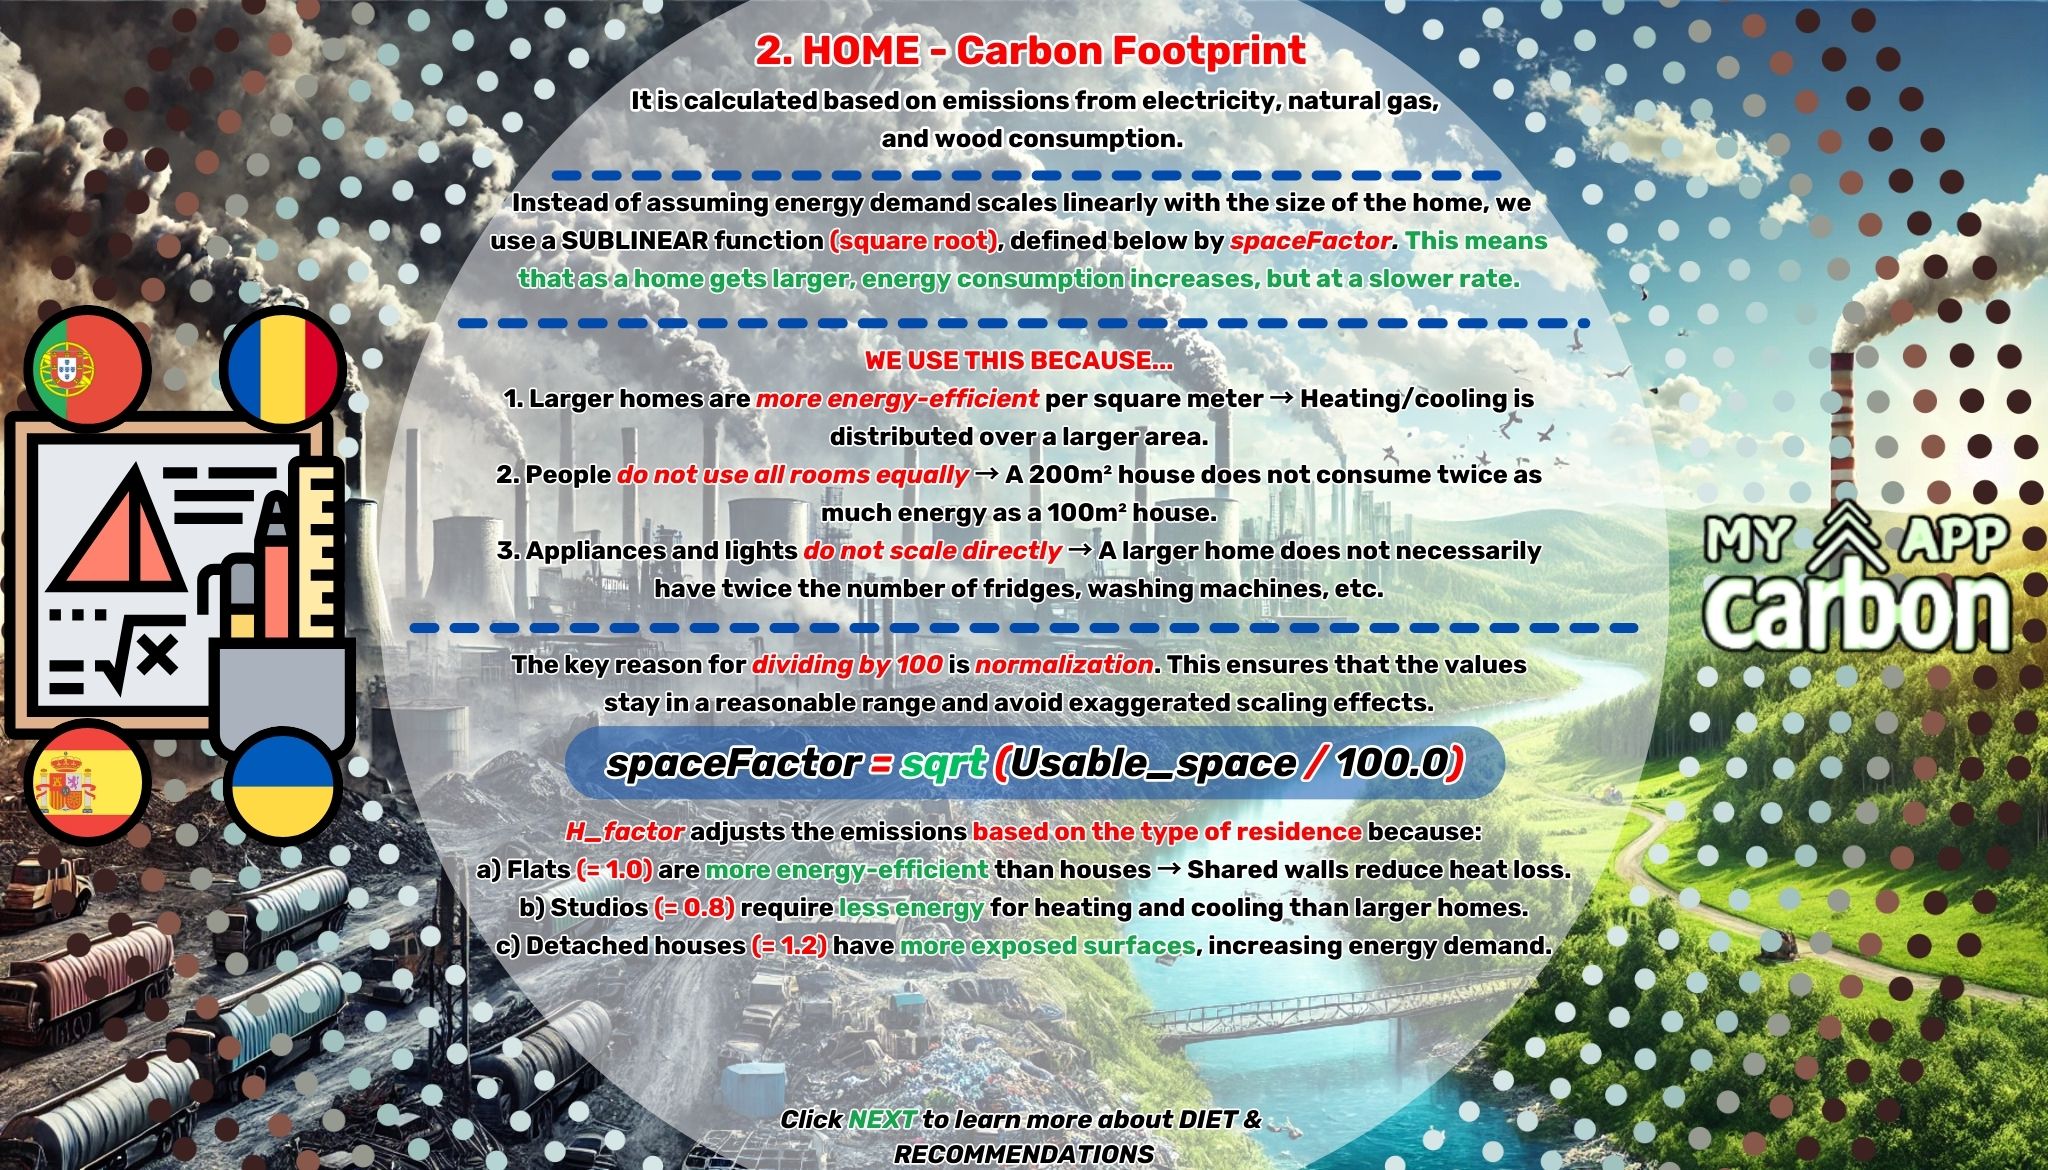 2. HOME - Carbon Footprint
It is calculated based on emissions from electricity, natural gas,
and wood consumption.
Instead of assuming energy demand scales linearly with the size of the home, we
use a SUBLINEAR function (square root), defined below by spaceFactor. This means
that as a home gets larger, energy consumption increases, but at a slower rate.
WE USE THIS BECAUSE...
1. Larger homes are more energy-efficient per square meter → Heating/cooling is
distributed over a larger area.
2. People do not use all rooms equally → A 200m² house does not consume twice as
much energy as a 100m² house.
3. Appliances and lights do not scale directly → A larger home does not necessarily
have twice the number of fridges, washing machines, etc.
The key reason for dividing by 100 is normalization. This ensures that the values
stay in a reasonable range and avoid exaggerated scaling effects.
spaceFactor = sqrt (Usable_space / 100.0)
H_factor adjusts the emissions based on the type of residence because:
a) Flats (= 1.0) are more energy-efficient than houses → Shared walls reduce heat loss.
b) Studios (= 0.8) require less energy for heating and cooling than larger homes.
c) Detached houses (= 1.2) have more exposed surfaces, increasing energy demand.
Click NEXT to learn more about DIET &
RECOMMENDATIONS
MY APP
carbon